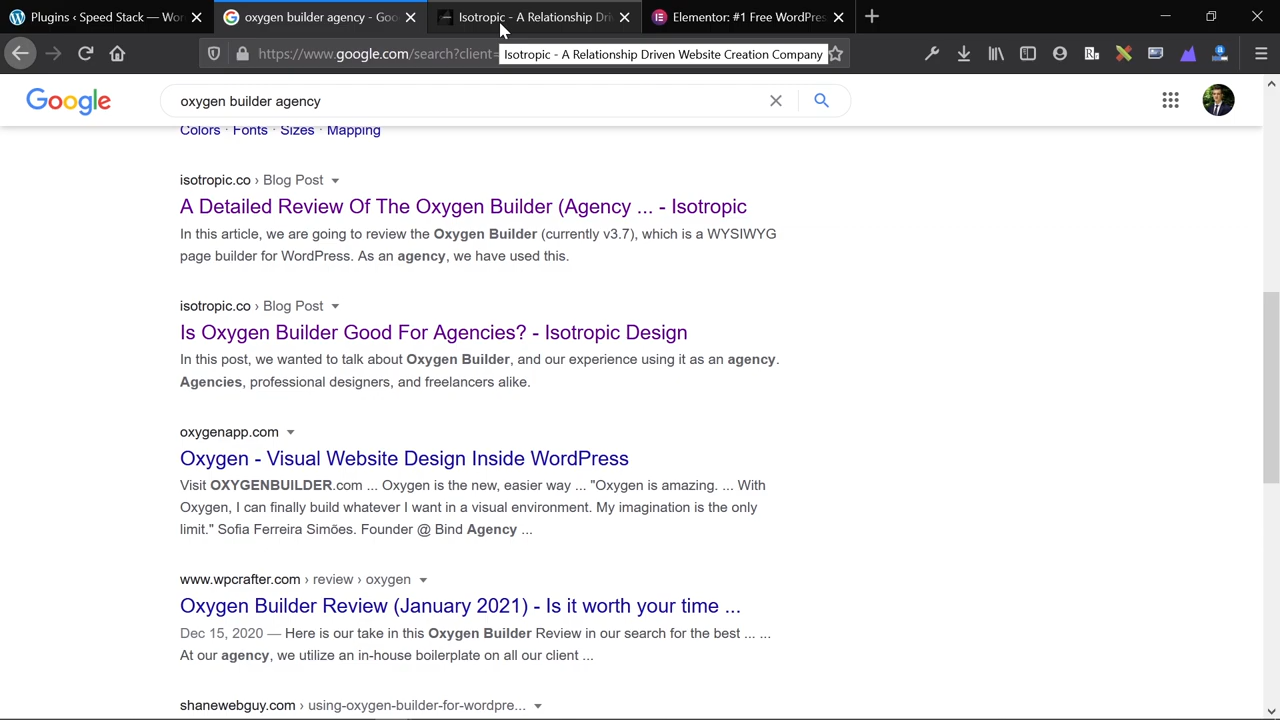 Plugins ‹ Speed Stack — Wor
oxygen builder agency - Goo
Isotropic - A Relationship Dri
Elementor: #1 Free WordPres
https://www.google.com/search?client=
Isotropic - A Relationship Driven Website Creation Company
Google
oxygen builder agency
Colors · Fonts · Sizes · Mapping
isotropic.co › Blog Post
A Detailed Review Of The Oxygen Builder (Agency ... - Isotropic
In this article, we are going to review the Oxygen Builder (currently v3.7), which is a WYSIWYG
page builder for WordPress. As an agency, we have used this.
isotropic.co › Blog Post
Is Oxygen Builder Good For Agencies? - Isotropic Design
In this post, we wanted to talk about Oxygen Builder, and our experience using it as an agency.
Agencies, professional designers, and freelancers alike.
oxygenapp.com
Oxygen - Visual Website Design Inside WordPress
Visit OXYGENBUILDER.com ... Oxygen is the new, easier way ... "Oxygen is amazing. ... With
Oxygen, I can finally build whatever I want in a visual environment. My imagination is the only
limit." Sofia Ferreira Simões. Founder @ Bind Agency ...
www.wpcrafter.com › review › oxygen
Oxygen Builder Review (January 2021) - Is it worth your time ...
Dec 15, 2020 — Here is our take in this Oxygen Builder Review in our search for the best ... ...
At our agency, we utilize an in-house boilerplate on all our client ...
shanewebguy.com › using-oxygen-builder-for-wordpre...